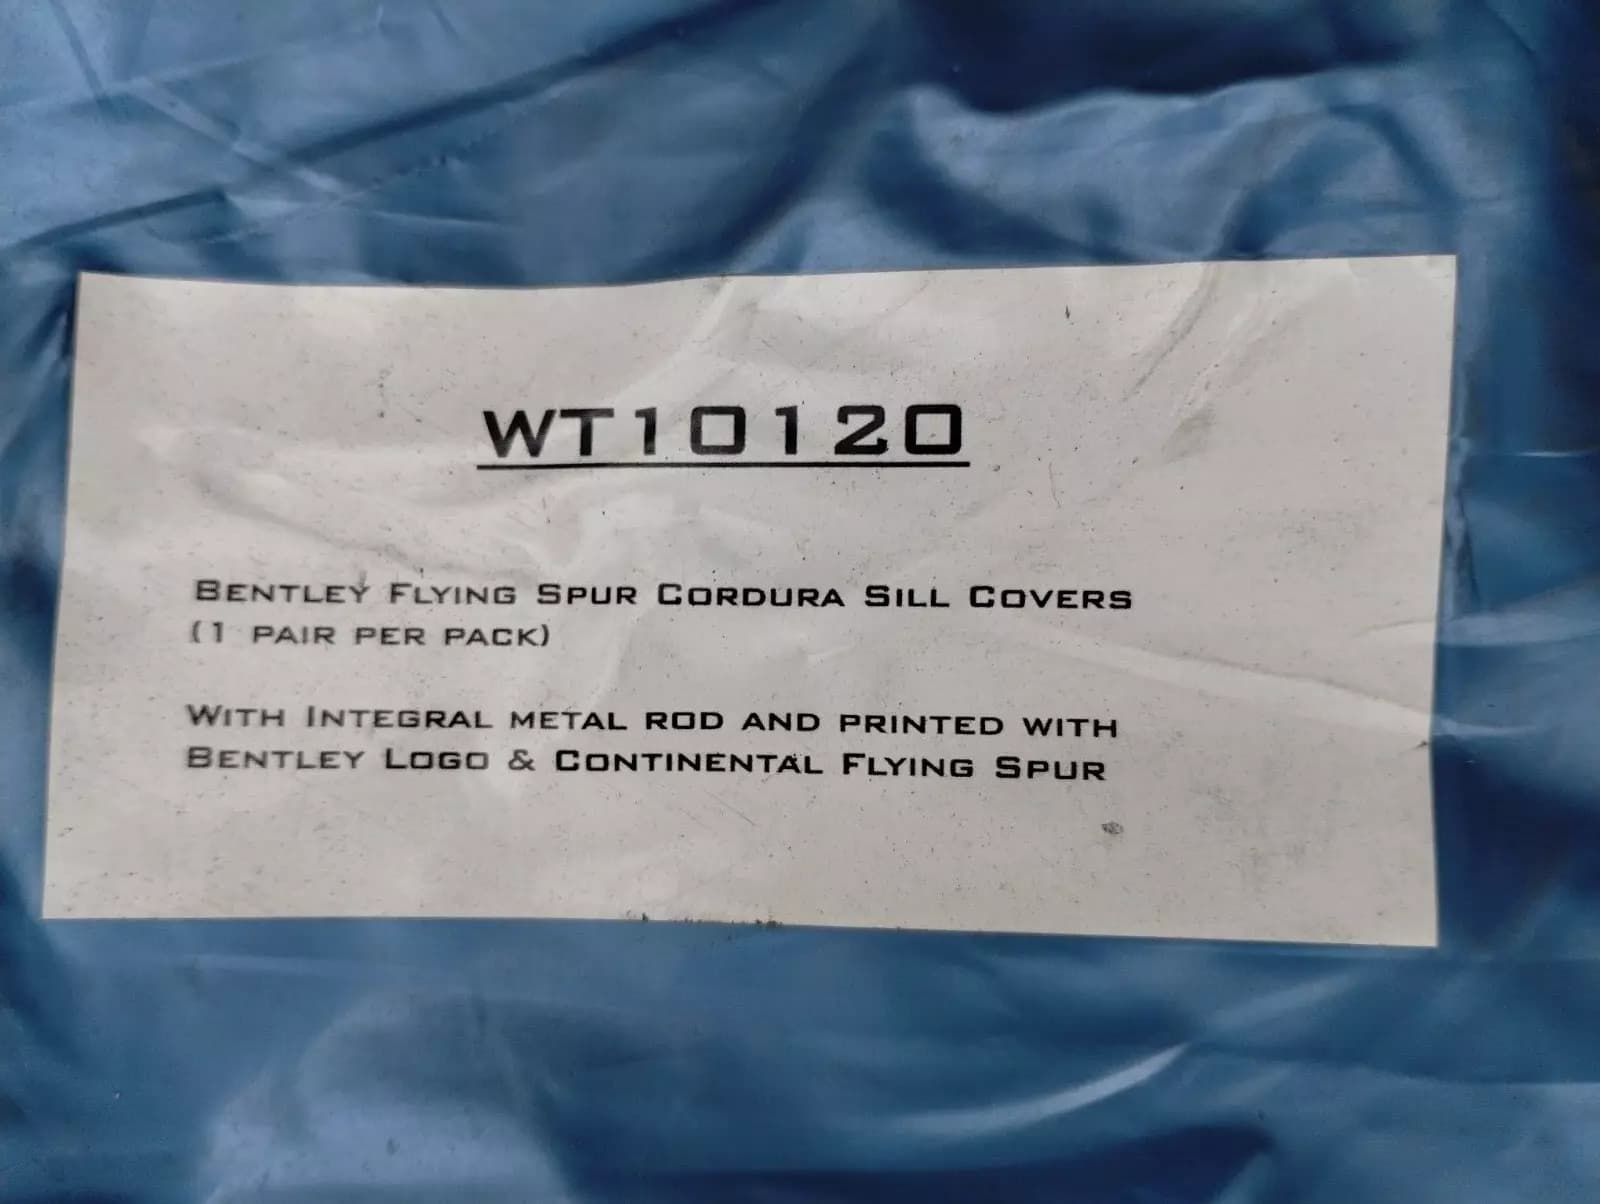 WT10120
BENTLEY FLYING SPUR CORDURA SILL COVERS
(1 PAIR PER PACK)
WITH INTEGRAL METAL ROD AND PRINTED WITH
BENTLEY LOGO & CONTINENTAL FLYING SPUR